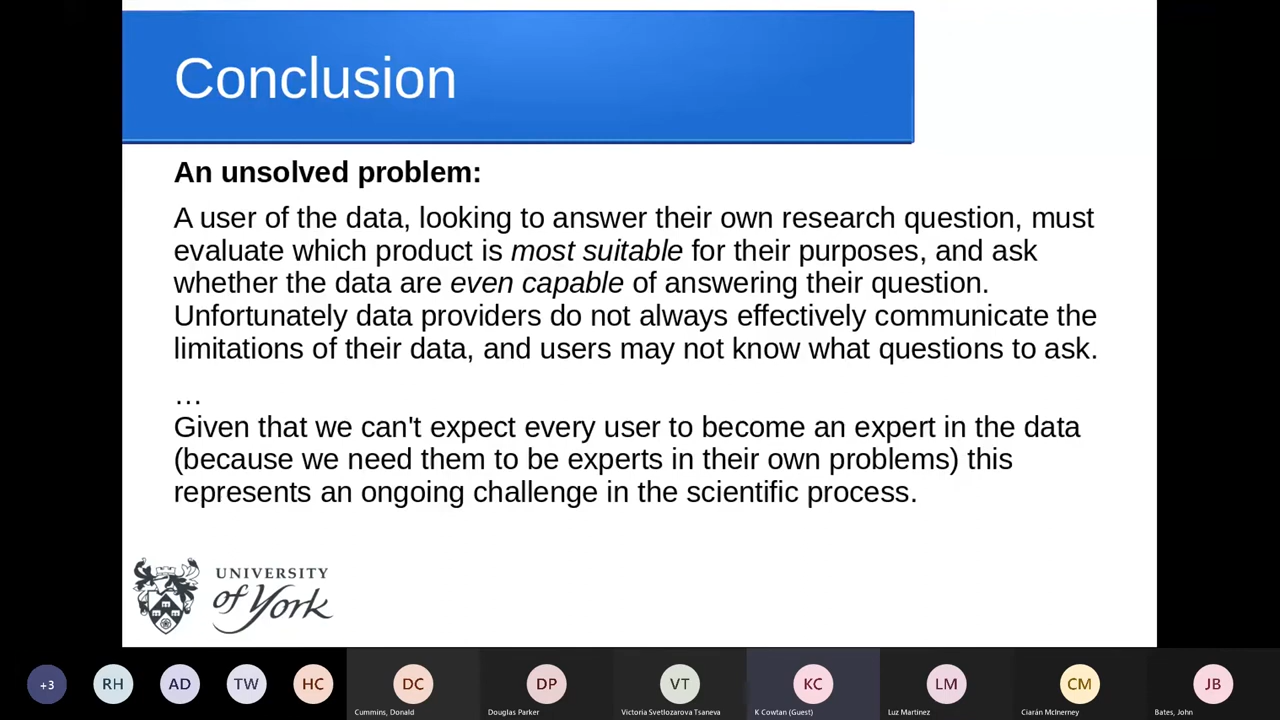 Conclusion
An unsolved problem:
A user of the data, looking to answer their own research question, must
evaluate which product is most suitable for their purposes, and ask
whether the data are even capable of answering their question.
Unfortunately data providers do not always effectively communicate the
limitations of their data, and users may not know what questions to ask.
…
Given that we can't expect every user to become an expert in the data
(because we need them to be experts in their own problems) this
represents an ongoing challenge in the scientific process.
UNIVERSITY
of York
+3 RH AD TW HC DC DP VT KC LM CM JB
Cummins, Donald Douglas Parker Victoria Svetlozarova Tsaneva K Cowtan (Guest) Luz Martinez Ciarán McInerney Bates, John